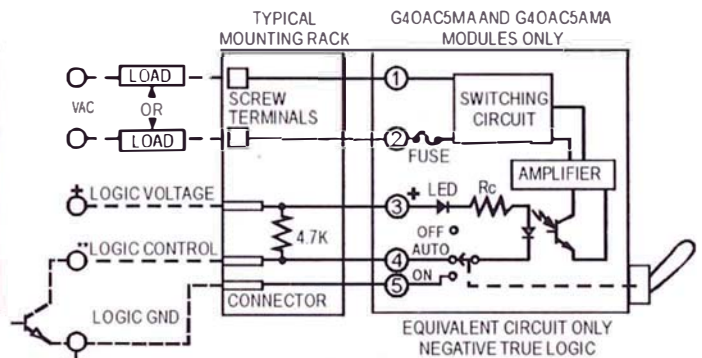 TYPICAL
MOUNTING RACK
G4OAC5MA AND G4OAC5AMA
MODULES ONLY
LOAD
VAC
OR
LOAD
SCREW
TERMINALS
1
2
FUSE
SWITCHING
CIRCUIT
AMPLIFIER
+
LOGIC VOLTAGE
3
+
LED
Rc
4.7K
OFF
AUTO
ON
**LOGIC CONTROL
4
5
CONNECTOR
LOGIC GND
EQUIVALENT CIRCUIT ONLY
NEGATIVE TRUE LOGIC